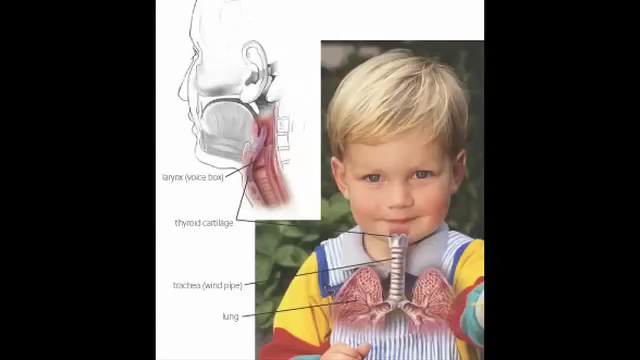 larynx (voice box)
thyroid cartilage
trachea (wind pipe)
lung